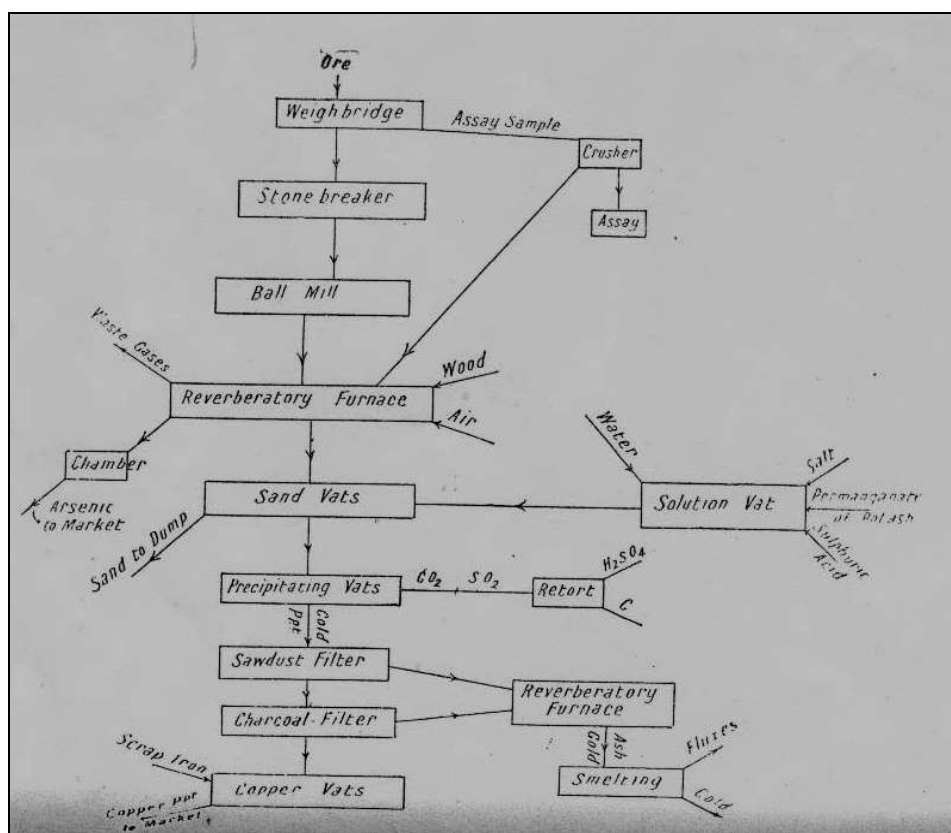 Ore
Weighbridge
Assay Sample
Crusher
Stone breaker
Assay
Ball Mill
Waste Gases
Wood
Reverberatory Furnace
Air
Water
Chamber
Salt
Sand Vats
Solution Vat
Permanganate
of Potash
Arsenic
to Market
Sulphuric
Acid
Sand to Dump
Precipitating Vats
CO2
SO2
Retort
H2SO4
C
Gold
Ppt
Sawdust Filter
Reverberatory
Furnace
Charcoal-Filter
Ash
Gold
Scrap Iron
Fluxes
Copper Vats
Smelting
Copper ppt
to Market
Gold